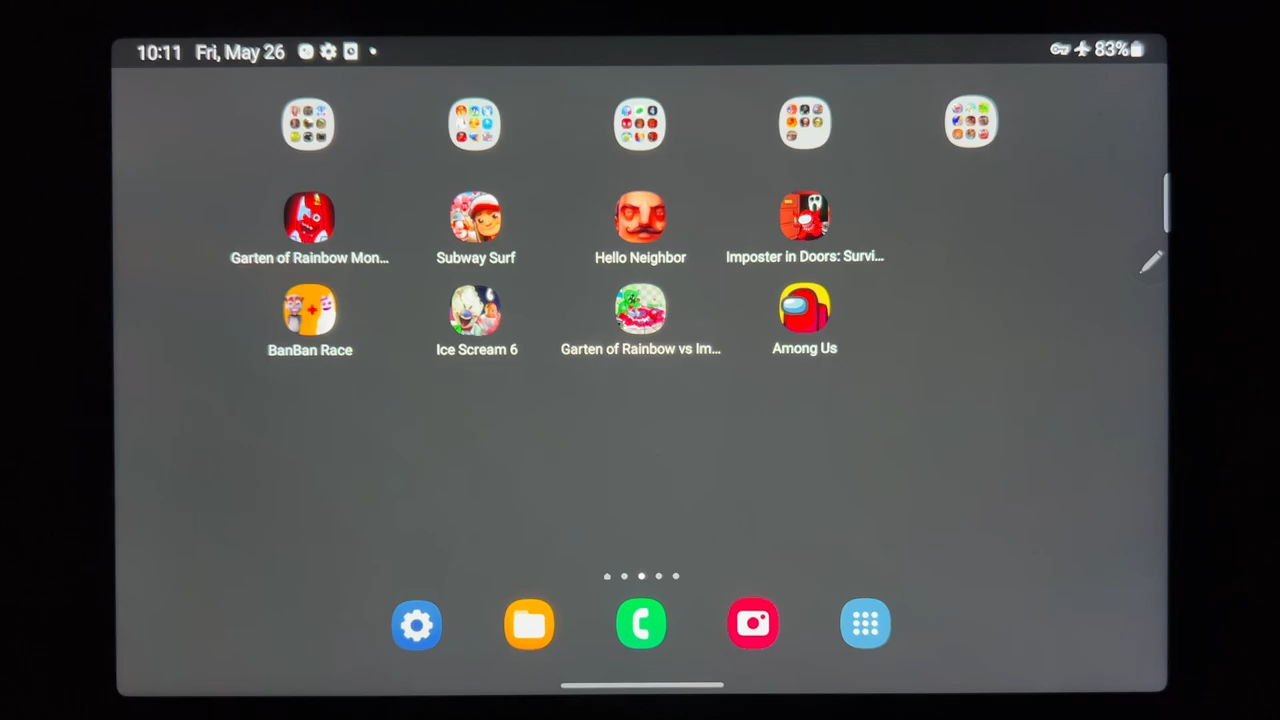 10:11 Fri, May 26 83%
Garten of Rainbow Mon...
Subway Surf
Hello Neighbor
Imposter in Doors: Survi...
BanBan Race
Ice Scream 6
Garten of Rainbow vs Im...
Among Us